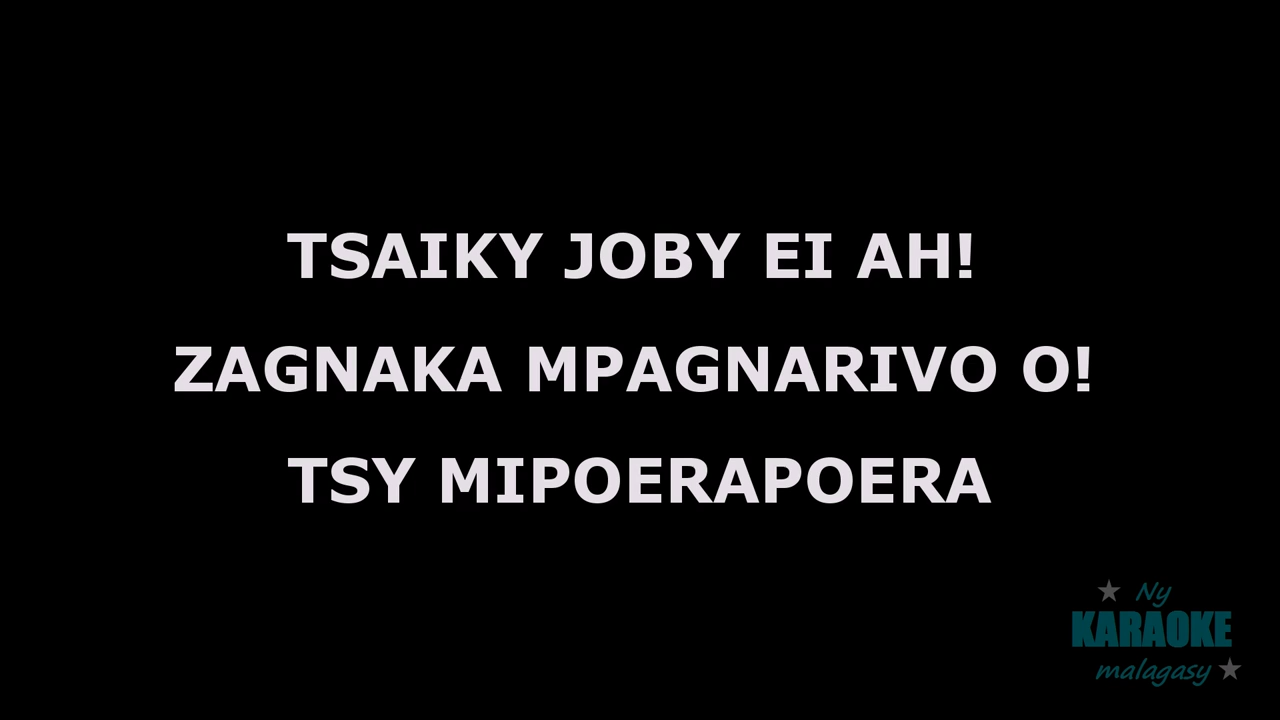 TSAIKY JOBY EI AH!
ZAGNAKA MPAGNARIVO O!
TSY MIPOERAPOERA
Ny
KARAOKE
malagasy